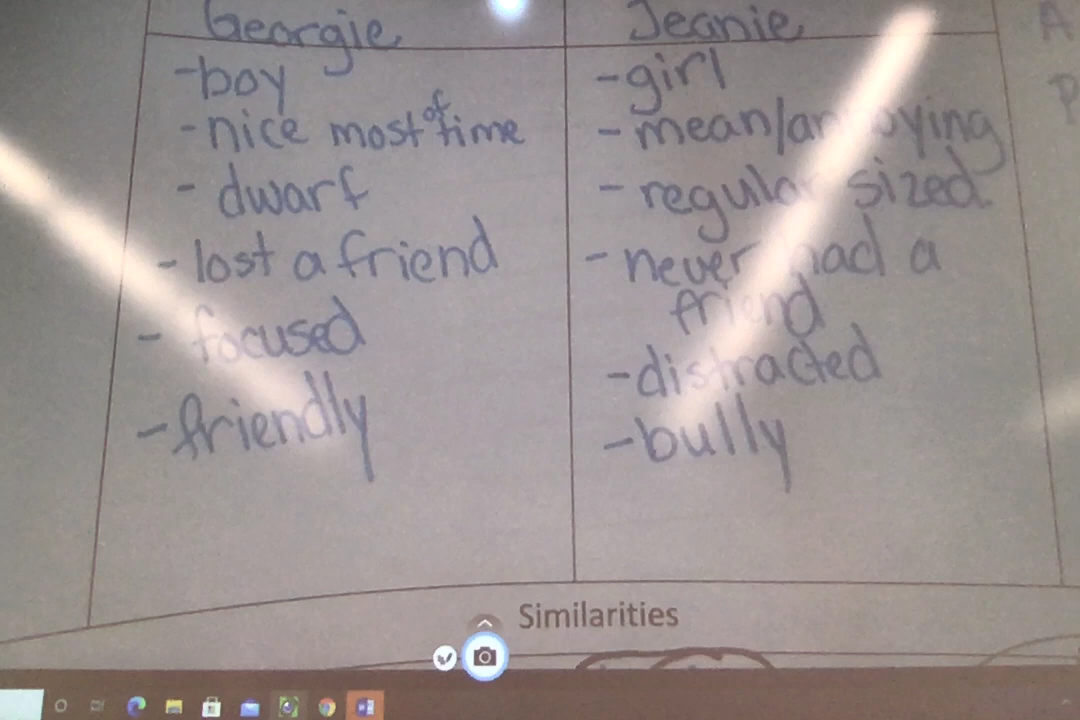 Georgie
-boy
-nice most of time
- dwarf
-lost a friend
- focused
-friendly
Jeanie
-girl
-mean/annoying
-regular sized
-never had a
friend
-distracted
-bully
A
P
Similarities